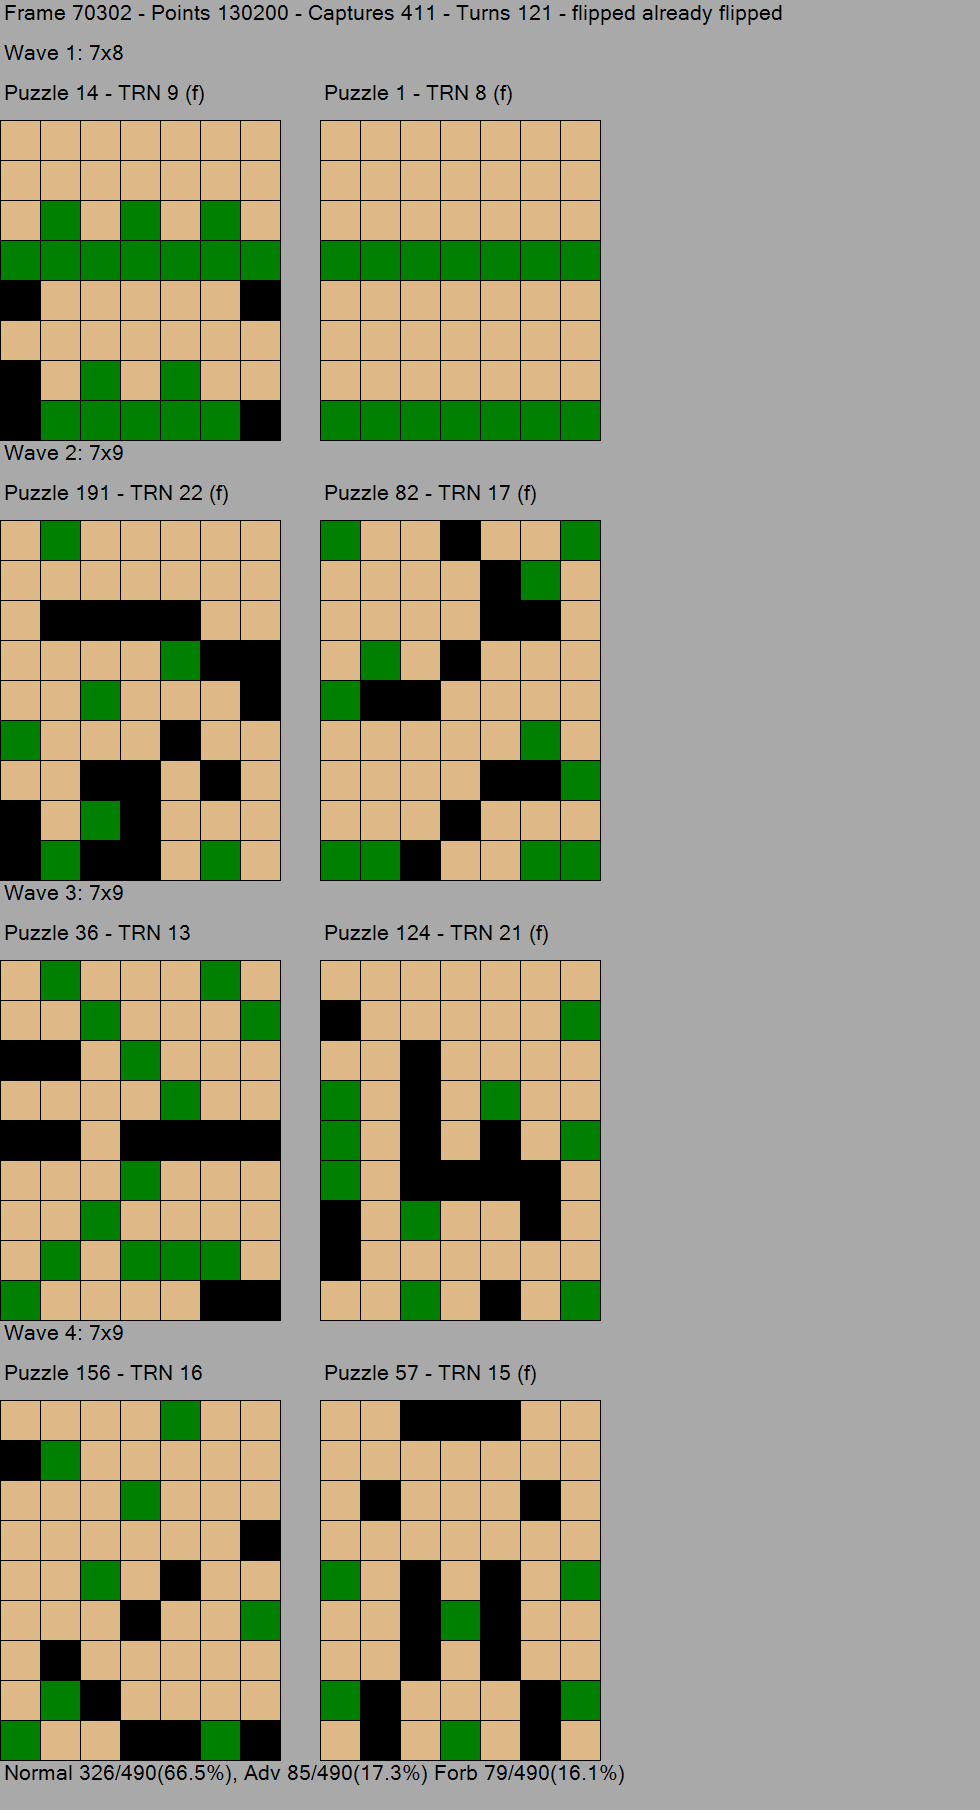 Frame 70302 - Points 130200 - Captures 411 - Turns 121 - flipped already flipped
Wave 1: 7x8
Puzzle 14 - TRN 9 (f)
Puzzle 1 - TRN 8 (f)
Wave 2: 7x9
Puzzle 191 - TRN 22 (f)
Puzzle 82 - TRN 17 (f)
Wave 3: 7x9
Puzzle 36 - TRN 13
Puzzle 124 - TRN 21 (f)
Wave 4: 7x9
Puzzle 156 - TRN 16
Puzzle 57 - TRN 15 (f)
Normal 326/490(66.5%), Adv 85/490(17.3%) Forb 79/490(16.1%)